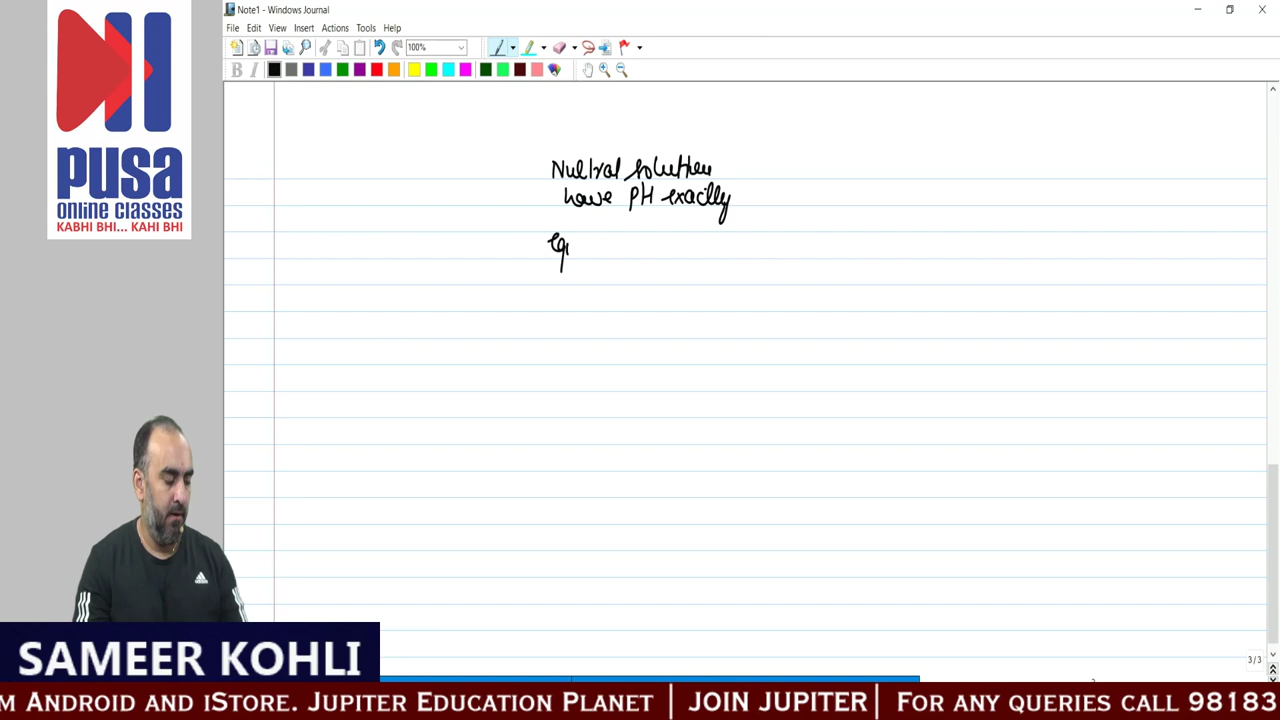 Note1 - Windows Journal
File Edit View Insert Actions Tools Help
100%
B I
PUSA
ONLINE CLASSES
KABHI BHI... KAHI BHI
Nutral solution
have PH exactly
eg
3 / 3
SAMEER KOHLI
M ANDROID AND ISTORE. JUPITER EDUCATION PLANET | JOIN JUPITER | FOR ANY QUERIES CALL 98183